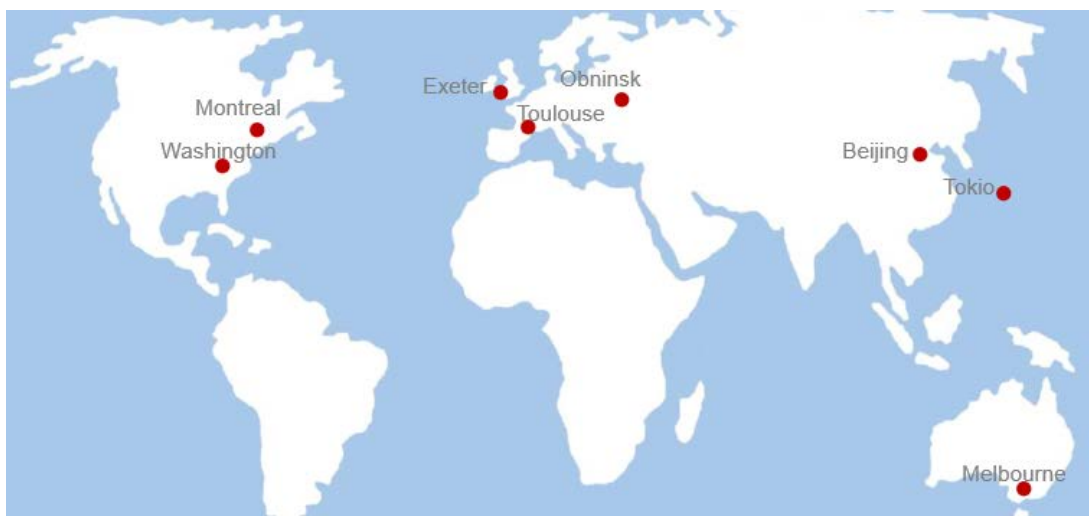 Obninsk
Exeter
Montreal
Toulouse
Washington
Beijing
Tokio
Melbourne